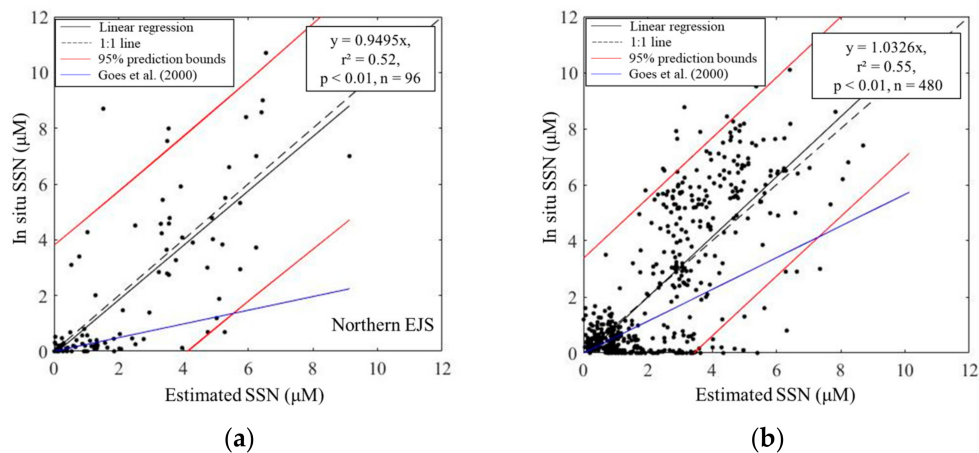 Linear regression
1:1 line
95% prediction bounds
Goes et al. (2000)
y = 0.9495x,
r² = 0.52,
p < 0.01, n = 96
12
10
8
6
4
2
0
In situ SSN (μM)
Northern EJS
0 2 4 6 8 10 12
Estimated SSN (μM)
(a)
Linear regression
1:1 line
95% prediction bounds
Goes et al. (2000)
y = 1.0326x,
r² = 0.55,
p < 0.01, n = 480
12
10
8
6
4
2
0
In situ SSN (μM)
0 2 4 6 8 10 12
Estimated SSN (μM)
(b)